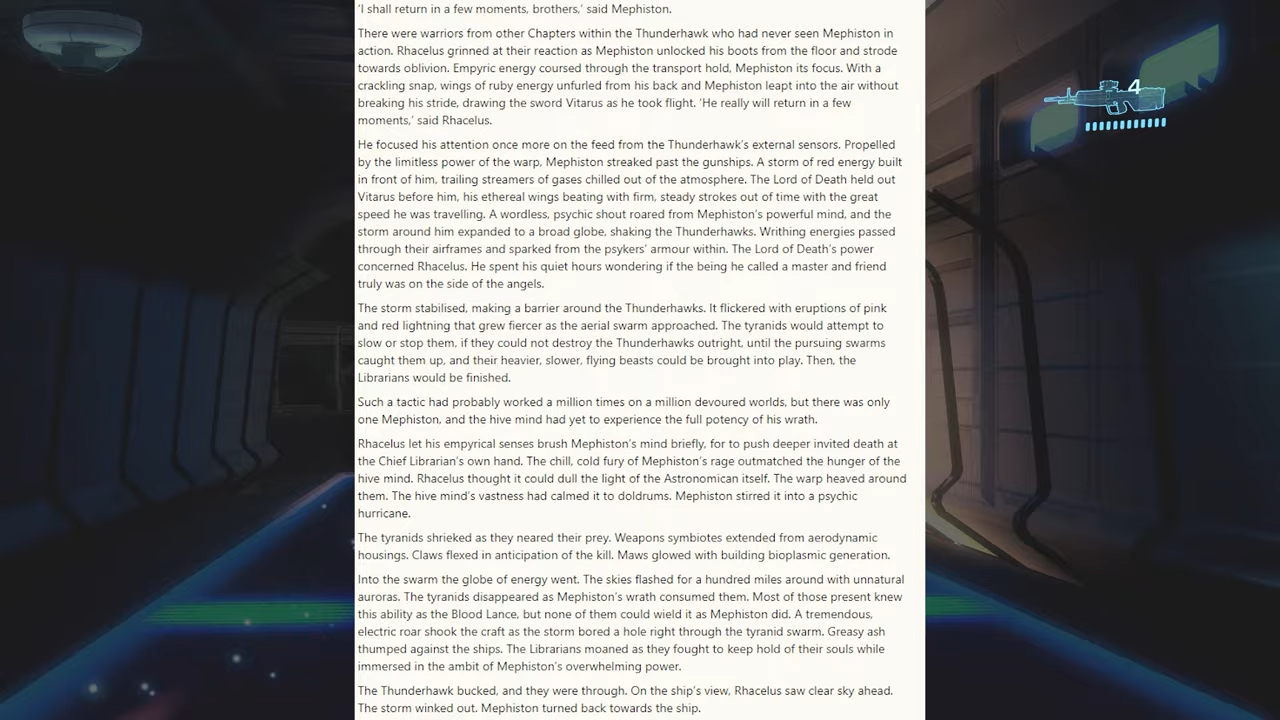 ‘I shall return in a few moments, brothers,’ said Mephiston.
There were warriors from other Chapters within the Thunderhawk who had never seen Mephiston in
action. Rhacelus grinned at their reaction as Mephiston unlocked his boots from the floor and strode
towards oblivion. Empyric energy coursed through the transport hold, Mephiston its focus. With a
crackling snap, wings of ruby energy unfurled from his back and Mephiston leapt into the air without
breaking his stride, drawing the sword Vitarus as he took flight. ‘He really will return in a few
moments,’ said Rhacelus.
He focused his attention once more on the feed from the Thunderhawk’s external sensors. Propelled
by the limitless power of the warp, Mephiston streaked past the gunships. A storm of red energy built
in front of him, trailing streamers of gases chilled out of the atmosphere. The Lord of Death held out
Vitarus before him, his ethereal wings beating with firm, steady strokes out of time with the great
speed he was travelling. A wordless, psychic shout roared from Mephiston’s powerful mind, and the
storm around him expanded to a broad globe, shaking the Thunderhawks. Writhing energies passed
through their airframes and sparked from the psykers’ armour within. The Lord of Death’s power
concerned Rhacelus. He spent his quiet hours wondering if the being he called a master and friend
truly was on the side of the angels.
The storm stabilised, making a barrier around the Thunderhawks. It flickered with eruptions of pink
and red lightning that grew fiercer as the aerial swarm approached. The tyranids would attempt to
slow or stop them, if they could not destroy the Thunderhawks outright, until the pursuing swarms
caught them up, and their heavier, slower, flying beasts could be brought into play. Then, the
Librarians would be finished.
Such a tactic had probably worked a million times on a million devoured worlds, but there was only
one Mephiston, and the hive mind had yet to experience the full potency of his wrath.
Rhacelus let his empyrical senses brush Mephiston’s mind briefly, for to push deeper invited death at
the Chief Librarian’s own hand. The chill, cold fury of Mephiston’s rage outmatched the hunger of the
hive mind. Rhacelus thought it could dull the light of the Astronomican itself. The warp heaved around
them. The hive mind’s vastness had calmed it to doldrums. Mephiston stirred it into a psychic
hurricane.
The tyranids shrieked as they neared their prey. Weapons symbiotes extended from aerodynamic
housings. Claws flexed in anticipation of the kill. Maws glowed with building bioplasmic generation.
Into the swarm the globe of energy went. The skies flashed for a hundred miles around with unnatural
auroras. The tyranids disappeared as Mephiston’s wrath consumed them. Most of those present knew
this ability as the Blood Lance, but none of them could wield it as Mephiston did. A tremendous,
electric roar shook the craft as the storm bored a hole right through the tyranid swarm. Greasy ash
thumped against the ships. The Librarians moaned as they fought to keep hold of their souls while
immersed in the ambit of Mephiston’s overwhelming power.
The Thunderhawk bucked, and they were through. On the ship’s view, Rhacelus saw clear sky ahead.
The storm winked out. Mephiston turned back towards the ship.
4